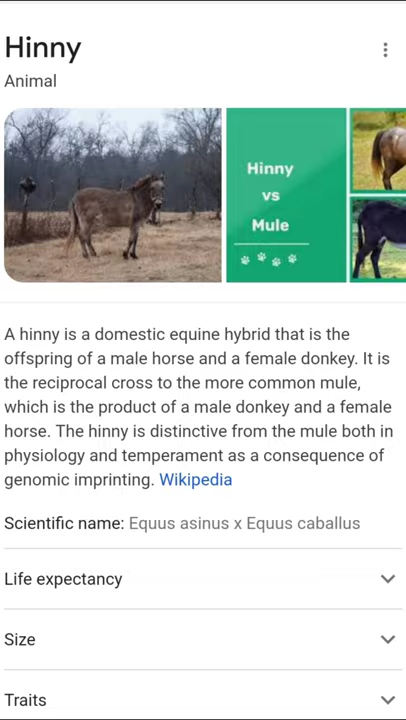 Hinny
Animal
Hinny
vs
Mule
A hinny is a domestic equine hybrid that is the
offspring of a male horse and a female donkey. It is
the reciprocal cross to the more common mule,
which is the product of a male donkey and a female
horse. The hinny is distinctive from the mule both in
physiology and temperament as a consequence of
genomic imprinting. Wikipedia
Scientific name: Equus asinus x Equus caballus
Life expectancy
Size
Traits